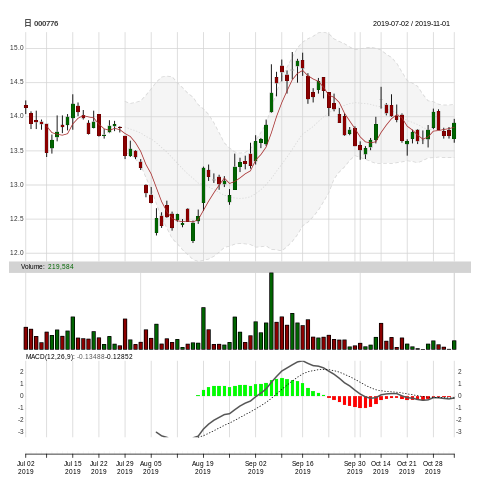 日 000776
2019-07-02 / 2019-11-01
15.0
14.5
14.0
13.5
13.0
12.5
12.0
Volume: 219,584
MACD(12,26,9): -0.13488-0.12852
2 2
1 1
0 0
-1 -1
-2 -2
-3 -3
Jul 02 Jul 15 Jul 22 Jul 29 Aug 05 Aug 19 Sep 02 Sep 16 Sep 30 Oct 14 Oct 21 Oct 28
2019 2019 2019 2019 2019 2019 2019 2019 2019 2019 2019 2019